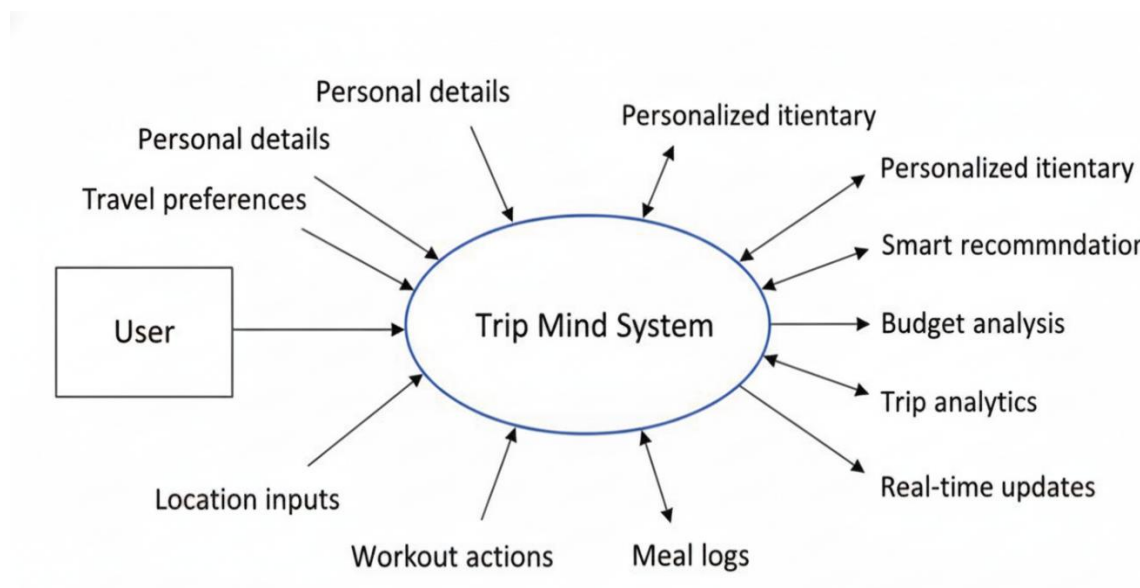 Personal details
Personalized itientary
Personal details
Personalized itientary
Travel preferences
Smart recommndation
User
Trip Mind System
Budget analysis
Trip analytics
Location inputs
Real-time updates
Workout actions
Meal logs